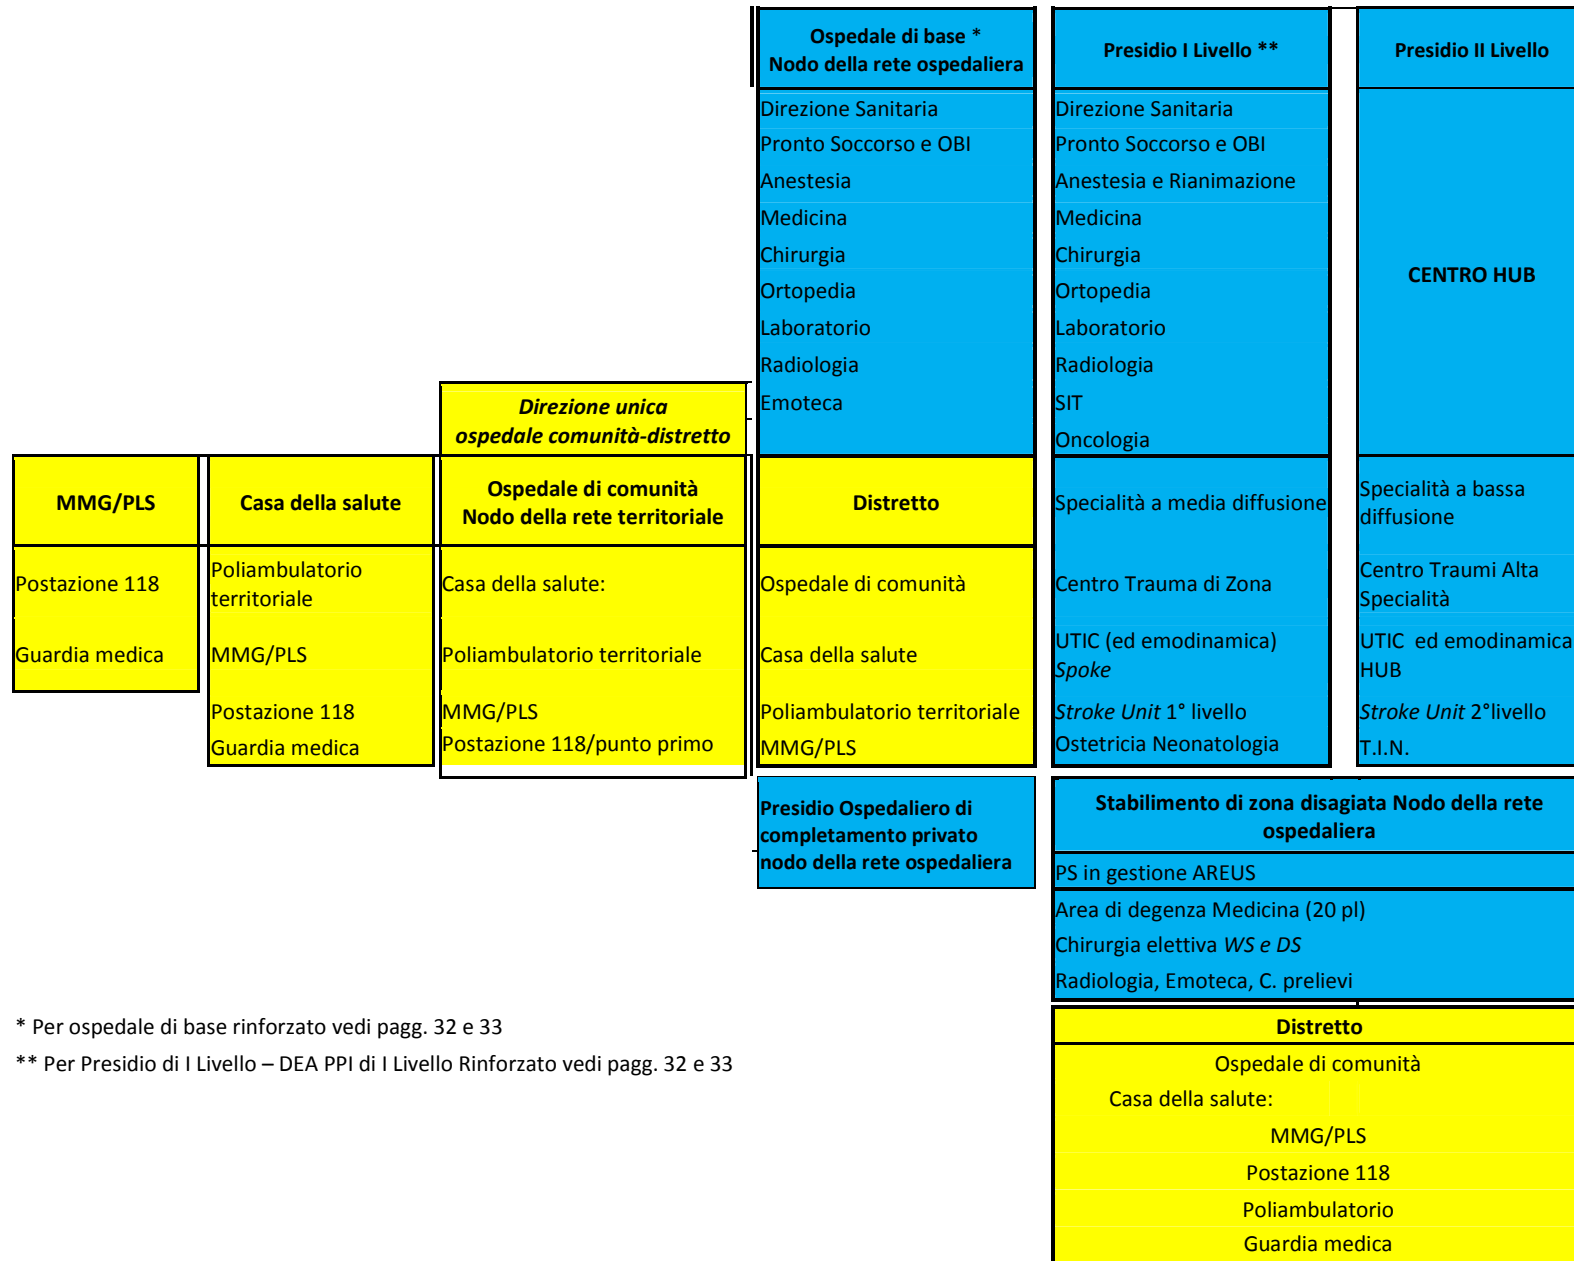 Ospedale di base *
Nodo della rete ospedaliera
Direzione Sanitaria
Pronto Soccorso e OBI
Anestesia
Medicina
Chirurgia
Ortopedia
Laboratorio
Radiologia
Emoteca
Presidio I Livello **
Direzione Sanitaria
Pronto Soccorso e OBI
Anestesia e Rianimazione
Medicina
Chirurgia
Ortopedia
Laboratorio
Radiologia
SIT
Oncologia
Specialità a media diffusione
Centro Trauma di Zona
UTIC (ed emodinamica)
Spoke
Stroke Unit 1° livello
Ostetricia Neonatologia
Presidio II Livello
CENTRO HUB
Specialità a bassa
diffusione
Centro Traumi Alta
Specialità
UTIC ed emodinamica
HUB
Stroke Unit 2°livello
T.I.N.
Direzione unica
ospedale comunità-distretto
MMG/PLS
Postazione 118
Guardia medica
Casa della salute
Poliambulatorio
territoriale
MMG/PLS
Postazione 118
Guardia medica
Ospedale di comunità
Nodo della rete territoriale
Casa della salute:
Poliambulatorio territoriale
MMG/PLS
Postazione 118/punto primo
Distretto
Ospedale di comunità
Casa della salute
Poliambulatorio territoriale
MMG/PLS
Presidio Ospedaliero di
completamento privato
nodo della rete ospedaliera
Stabilimento di zona disagiata Nodo della rete
ospedaliera
PS in gestione AREUS
Area di degenza Medicina (20 pl)
Chirurgia elettiva WS e DS
Radiologia, Emoteca, C. prelievi
Distretto
Ospedale di comunità
Casa della salute:
MMG/PLS
Postazione 118
Poliambulatorio
Guardia medica
* Per ospedale di base rinforzato vedi pagg. 32 e 33
** Per Presidio di I Livello – DEA PPI di I Livello Rinforzato vedi pagg. 32 e 33